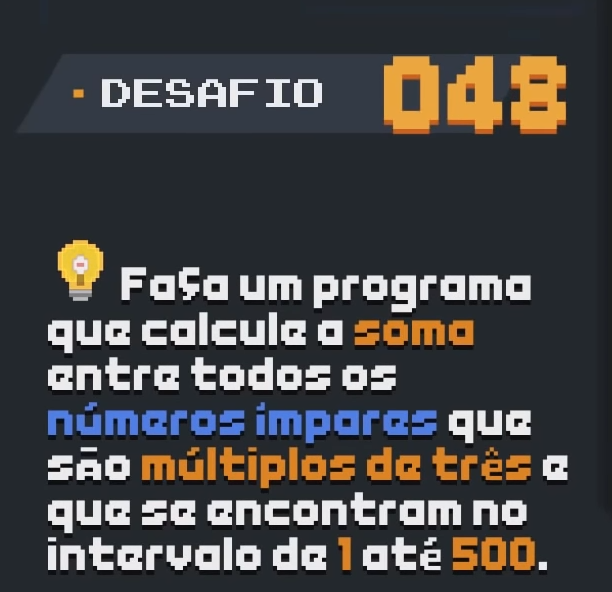 DESAFIO 048
Faça um programa
que calcule a soma
entre todos os
números ímpares que
são múltiplos de três e
que se encontram no
intervalo de 1 até 500.